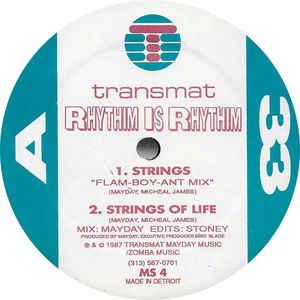 T
transmat
RHYTHIM IS RHYTHIM
A
33
1. STRINGS
"FLAM-BOY-ANT MIX"
(MAYDAY, MICHEAL JAMES)
2. STRINGS OF LIFE
(MAYDAY, MICHEAL JAMES)
MIX: MAYDAY EDITS: STONEY
PRODUCED BY MAYDAY, EXECUTIVE PRODUCER BRIC BLADE
℗ & © 1987 TRANSMAT MAYDAY MUSIC
/ZOMBA MUSIC
(313) 567-0701
MS 4
MADE IN DETROIT